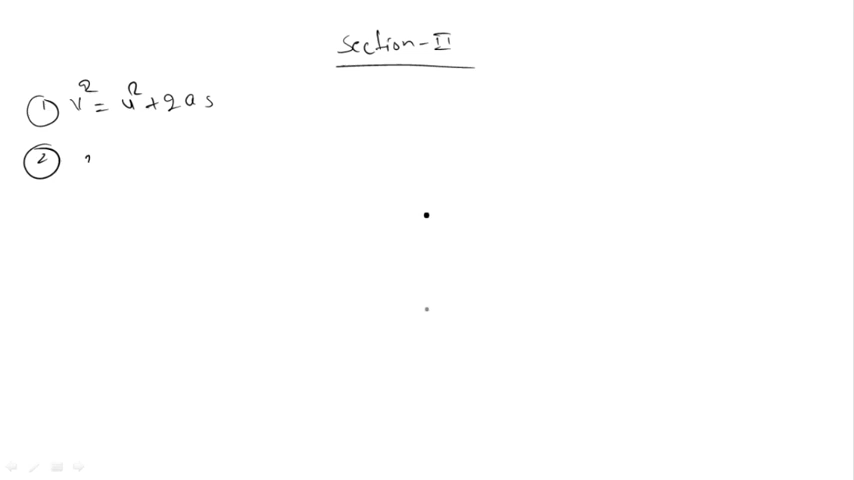 Section-II
① v² = u² + 2as
②